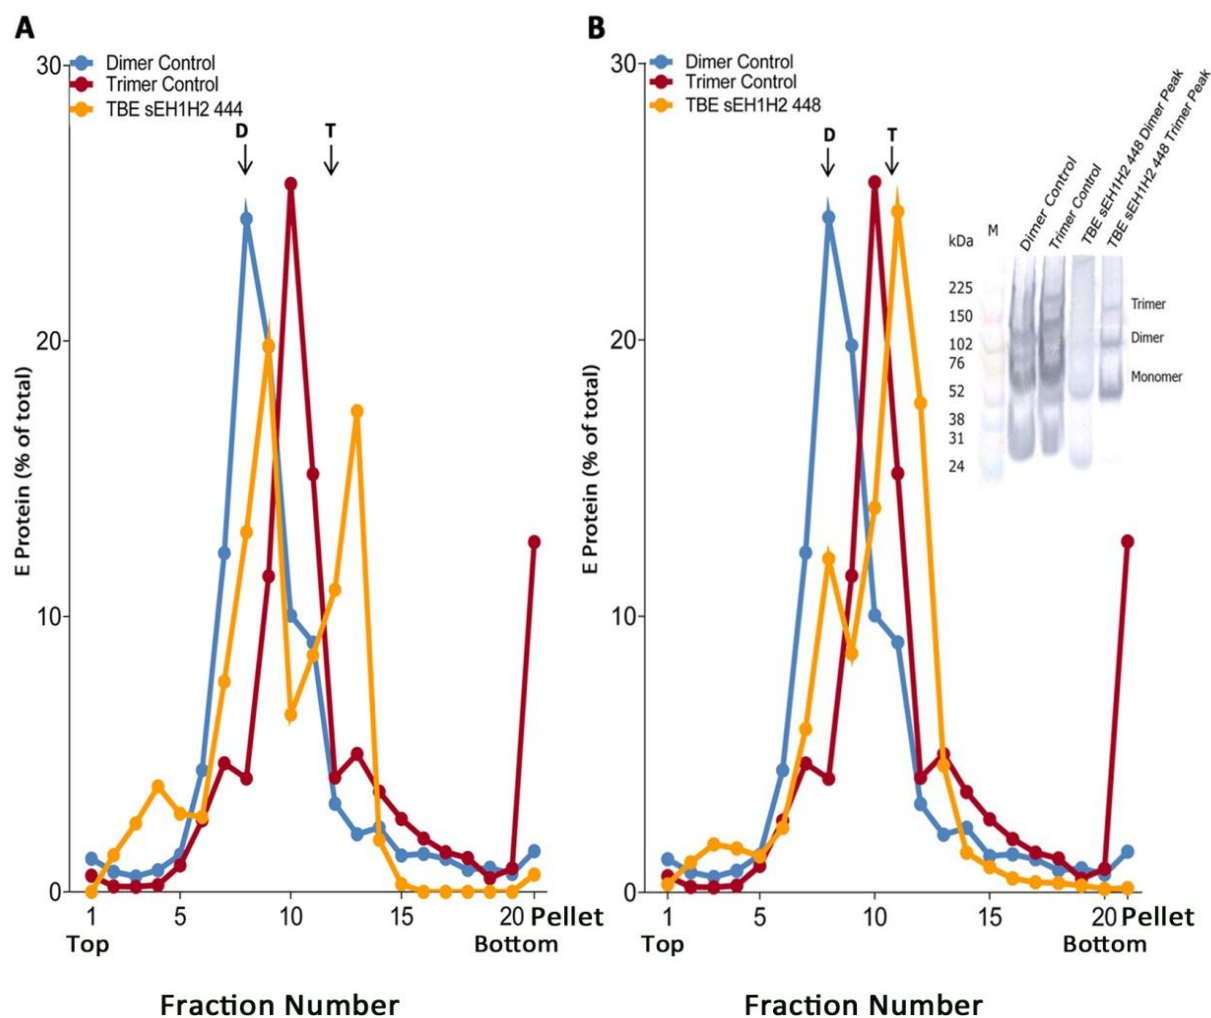 A
Dimer Control
Trimer Control
TBE sEH1H2 444
D
T
30
20
10
0
E Protein (% of total)
1
5
10
15
20 Pellet
Top
Bottom
Fraction Number
B
Dimer Control
Trimer Control
TBE sEH1H2 448
D
T
30
20
10
0
E Protein (% of total)
1
5
10
15
20 Pellet
Top
Bottom
Fraction Number
kDa
M
Dimer Control
Trimer Control
TBE sEH1H2 448 Dimer Peak
TBE sEH1H2 448 Trimer Peak
225
150
102
76
52
38
31
24
Trimer
Dimer
Monomer